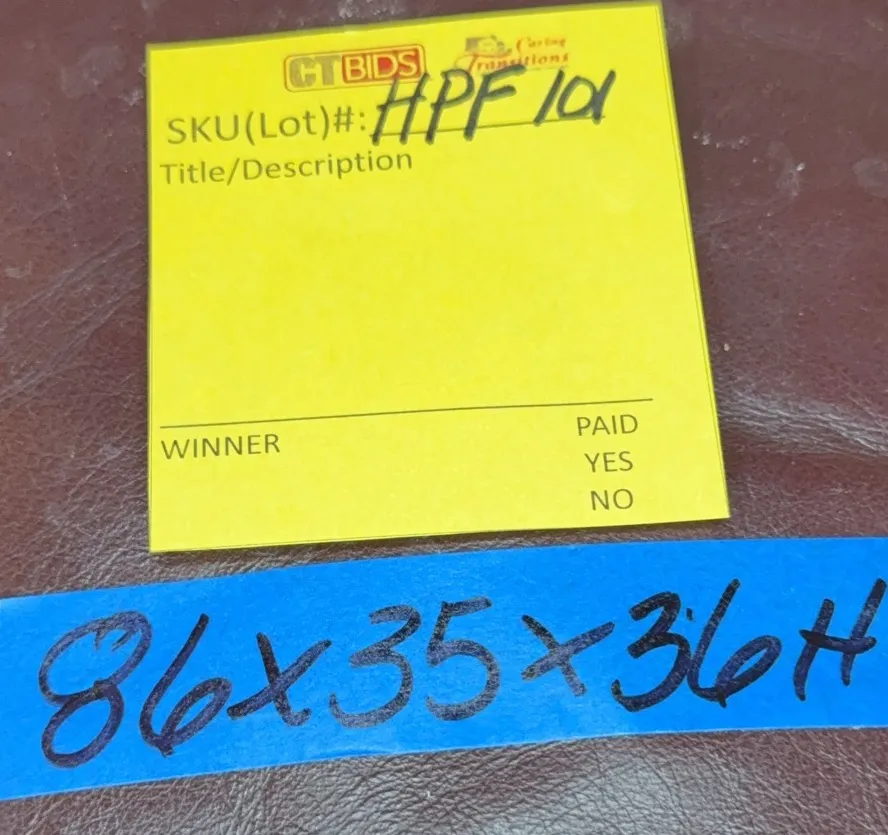 CTBIDS Caring Transitions
SKU(Lot)#: HPF 101
Title/Description
WINNER PAID
YES
NO
86x35x36H